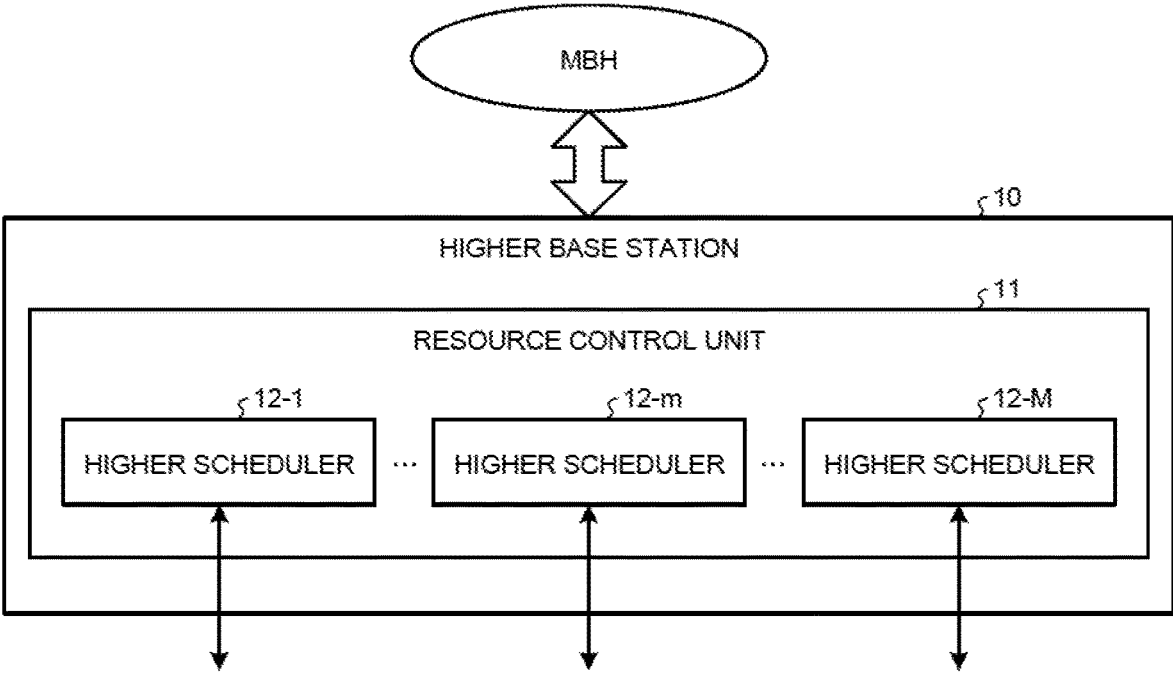 MBH
10
HIGHER BASE STATION
11
RESOURCE CONTROL UNIT
12-1
12-m
12-M
HIGHER SCHEDULER ... HIGHER SCHEDULER ... HIGHER SCHEDULER